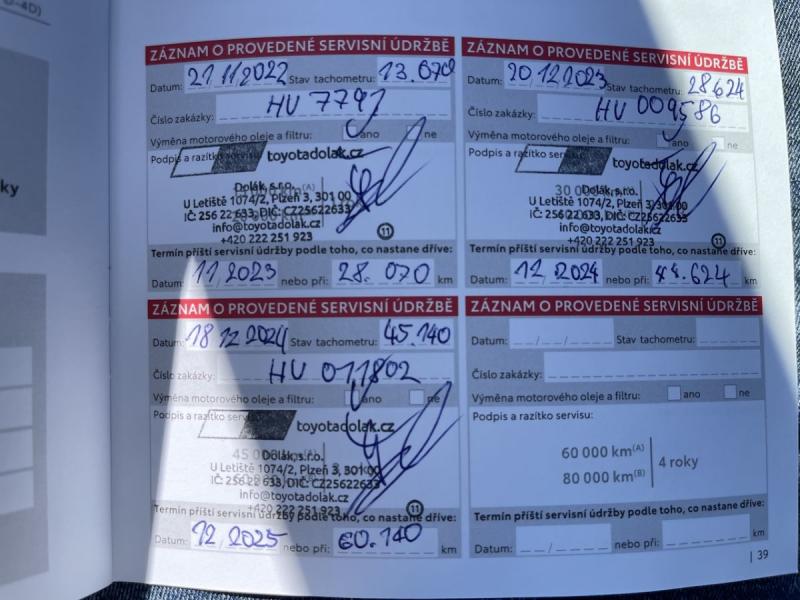 O-4D)
ky
ZÁZNAM O PROVEDENÉ SERVISNÍ ÚDRŽBĚ
Datum: 21 11 2022 Stav tachometru: 13.070
Číslo zakázky: HU 7791
Výměna motorového oleje a filtru: ano ne
Podpis a razítko servisu: toyotadolak.cz
Dolák, s.r.o.
U Letiště 1074/2, Plzeň 3, 301 00
IČ: 256 22 633, DIČ: CZ25622633
info@toyotadolak.cz
+420 222 251 923
11
Termín příští servisní údržby podle toho, co nastane dříve:
Datum: 11 2023 nebo při: 28.070 km
ZÁZNAM O PROVEDENÉ SERVISNÍ ÚDRŽBĚ
Datum: 20 12 2023 Stav tachometru: 28 624
Číslo zakázky: HU 009586
Výměna motorového oleje a filtru: ano ne
Podpis a razítko servisu: toyotadolak.cz
30 000 km
Dolák, s.r.o.
U Letiště 1074/2, Plzeň 3, 301 00
IČ: 256 22 633, DIČ: CZ25622633
info@toyotadolak.cz
+420 222 251 923
11
Termín příští servisní údržby podle toho, co nastane dříve:
Datum: 12 2024 nebo při: .624 km
ZÁZNAM O PROVEDENÉ SERVISNÍ ÚDRŽBĚ
Datum: 18 12 2024 Stav tachometru: 45.140
Číslo zakázky: HU 011802
Výměna motorového oleje a filtru: ano ne
Podpis a razítko servisu: toyotadolak.cz
45 000 km
Dolák, s.r.o.
U Letiště 1074/2, Plzeň 3, 301 00
IČ: 256 22 633, DIČ: CZ25622633
info@toyotadolak.cz
+420 222 251 923
11
Termín příští servisní údržby podle toho, co nastane dříve:
Datum: 12 2025 nebo při: 60.140 km
ZÁZNAM O PROVEDENÉ SERVISNÍ ÚDRŽBĚ
Datum: / / Stav tachometru:
Číslo zakázky:
Výměna motorového oleje a filtru: ano ne
Podpis a razítko servisu:
60 000 km(A)
80 000 km(B)
4 roky
Termín příští servisní údržby podle toho, co nastane dříve:
Datum: / / nebo při: km
| 39